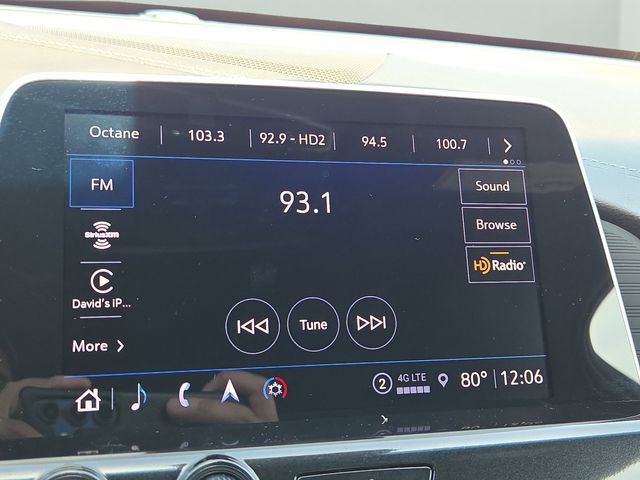 Octane 103.3 92.9 - HD2 94.5 100.7
FM
93.1
Sound
SiriusXM
Browse
HD Radio
David's iP...
Tune
More
2 4G LTE 80° 12:06